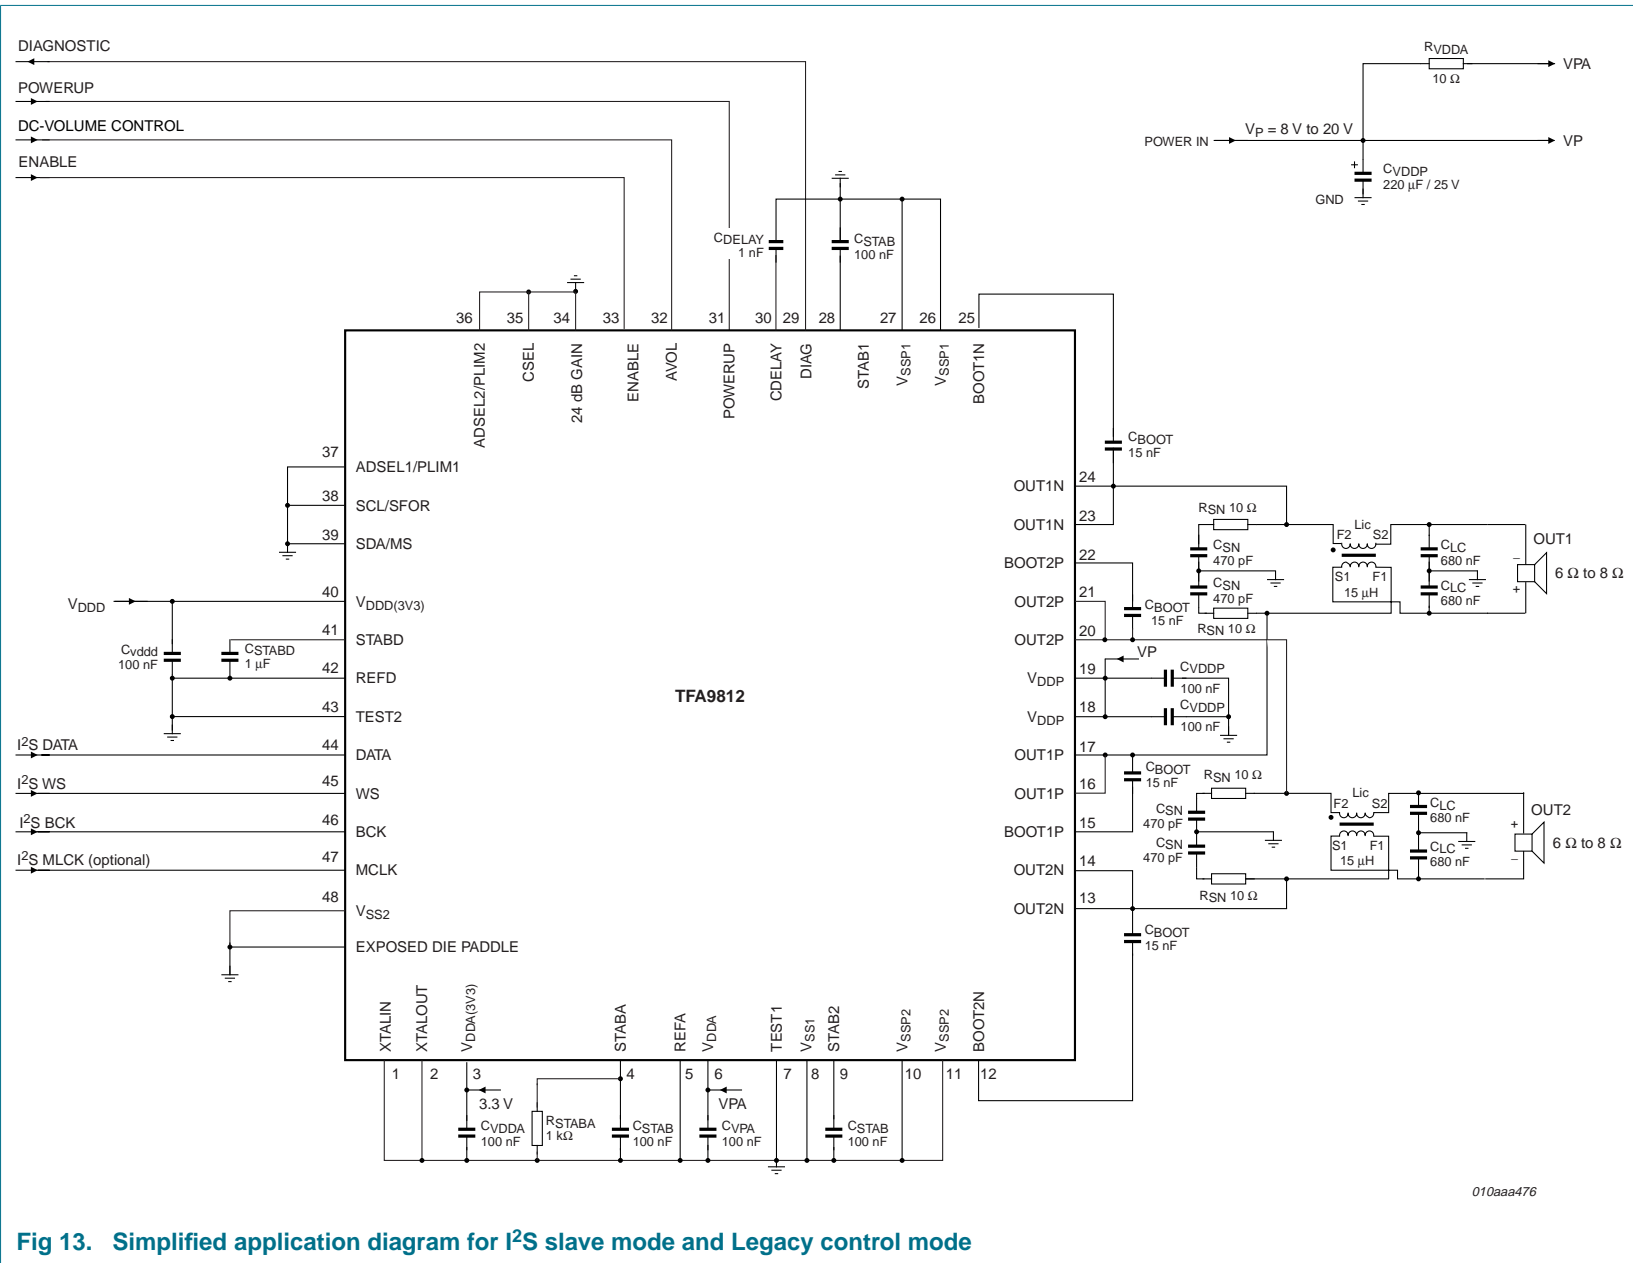 DIAGNOSTIC
POWERUP
DC-VOLUME CONTROL
ENABLE
RVDDA
10 Ω
VPA
POWER IN
VP = 8 V to 20 V
VP
+
CVDDP
220 μF / 25 V
GND
CDELAY
1 nF
CSTAB
100 nF
36
35
34
33
32
31
30
29
28
27
26
25
ADSEL2/PLIM2
CSEL
24 dB GAIN
ENABLE
AVOL
POWERUP
CDELAY
DIAG
STAB1
VSSP1
VSSP1
BOOT1N
37
ADSEL1/PLIM1
38
SCL/SFOR
39
SDA/MS
VDDD
40
VDDD(3V3)
41
STABD
Cvddd
100 nF
CSTABD
1 μF
42
REFD
43
TEST2
I2S DATA
44
DATA
I2S WS
45
WS
I2S BCK
46
BCK
I2S MLCK (optional)
47
MCLK
48
VSS2
EXPOSED DIE PADDLE
TFA9812
CBOOT
15 nF
OUT1N
24
OUT1N
23
BOOT2P
22
OUT2P
21
CBOOT
15 nF
OUT2P
20
VP
VDDP
19
CVDDP
100 nF
VDDP
18
CVDDP
100 nF
OUT1P
17
CBOOT
15 nF
OUT1P
16
BOOT1P
15
OUT2N
14
OUT2N
13
CBOOT
15 nF
RSN 10 Ω
CSN
470 pF
CSN
470 pF
RSN 10 Ω
Lic
F2 S2
S1 F1
15 μH
CLC
680 nF
CLC
680 nF
OUT1
−
+
6 Ω to 8 Ω
RSN 10 Ω
CSN
470 pF
CSN
470 pF
RSN 10 Ω
Lic
F2 S2
S1 F1
15 μH
CLC
680 nF
CLC
680 nF
OUT2
+
−
6 Ω to 8 Ω
XTALIN
XTALOUT
VDDA(3V3)
STABA
REFA
VDDA
TEST1
VSS1
STAB2
VSSP2
VSSP2
BOOT2N
1
2
3
4
5
6
7
8
9
10
11
12
3.3 V
VPA
CVDDA
100 nF
RSTABA
1 kΩ
CSTAB
100 nF
CVPA
100 nF
CSTAB
100 nF
010aaa476
Fig 13. Simplified application diagram for I2S slave mode and Legacy control mode